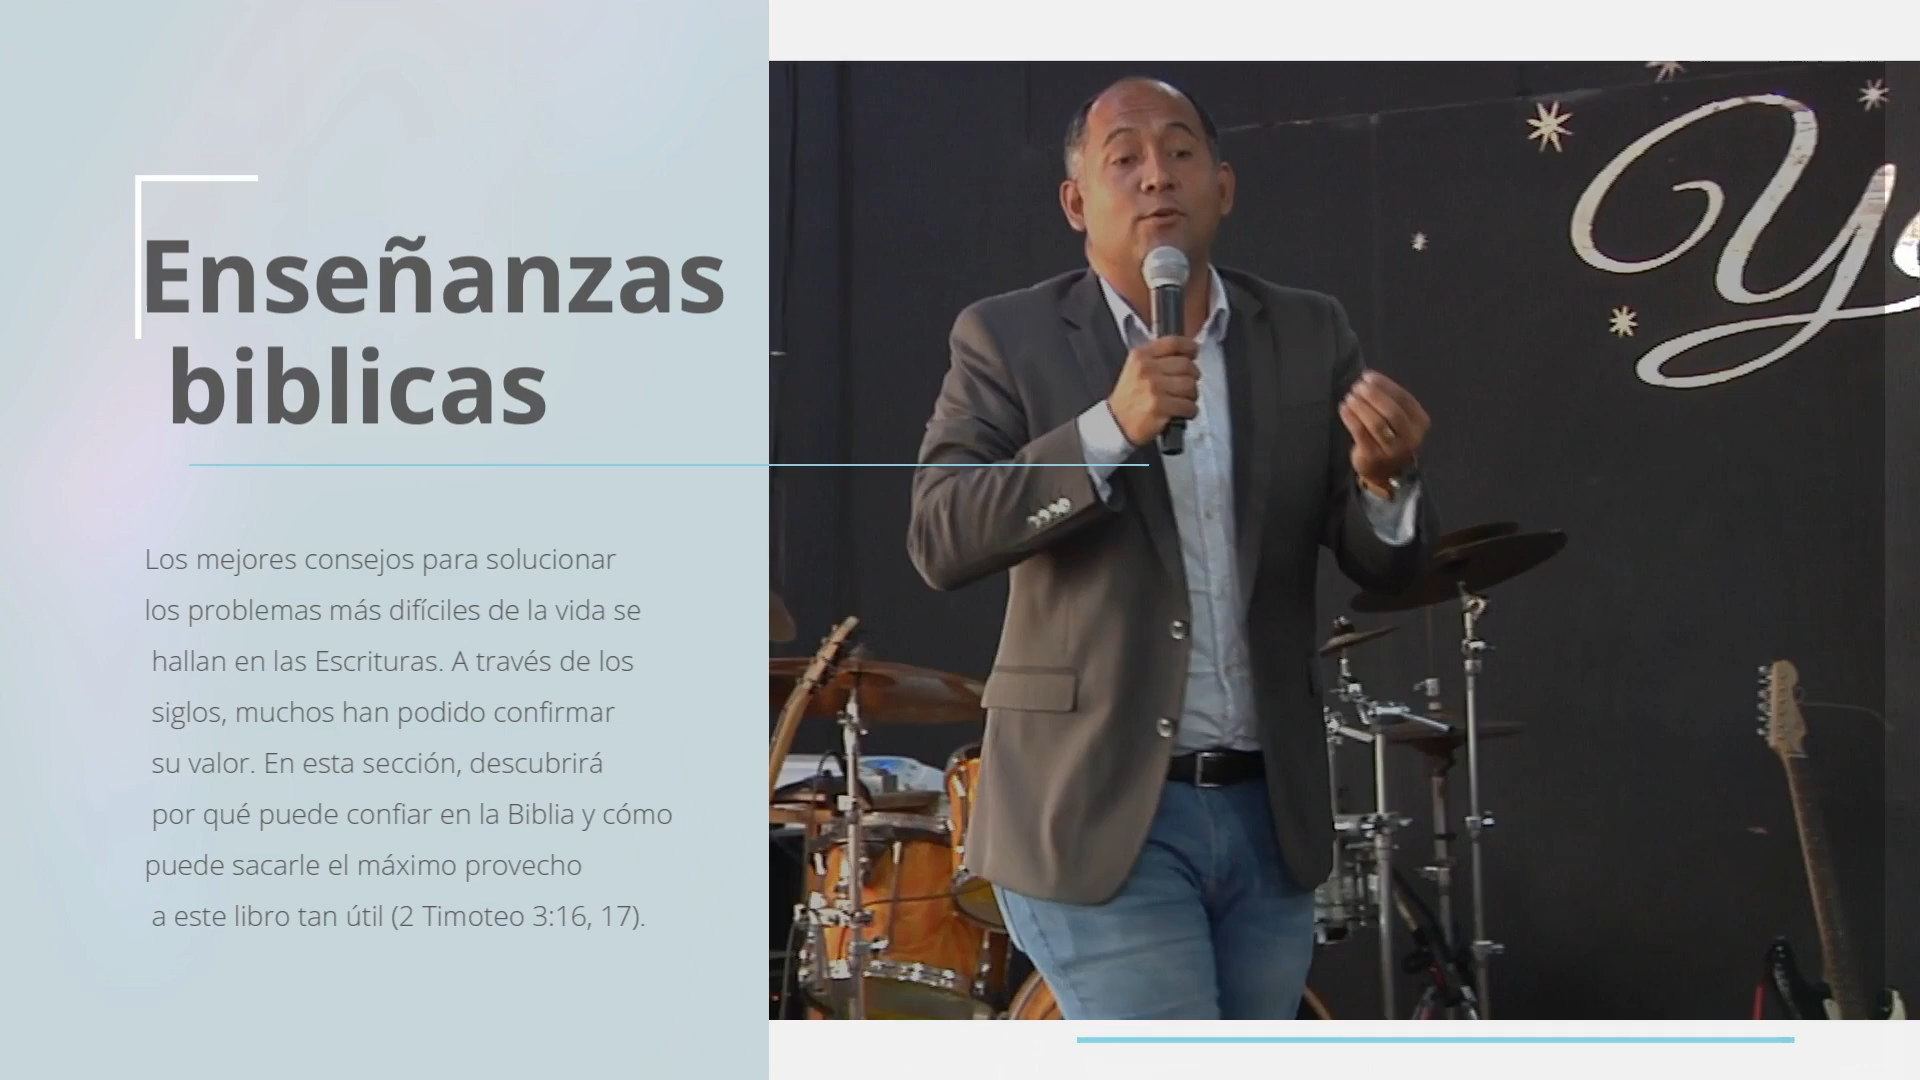 Enseñanzas
biblicas
Los mejores consejos para solucionar
los problemas más difíciles de la vida se
hallan en las Escrituras. A través de los
siglos, muchos han podido confirmar
su valor. En esta sección, descubrirá
por qué puede confiar en la Biblia y cómo
puede sacarle el máximo provecho
a este libro tan útil (2 Timoteo 3:16, 17).